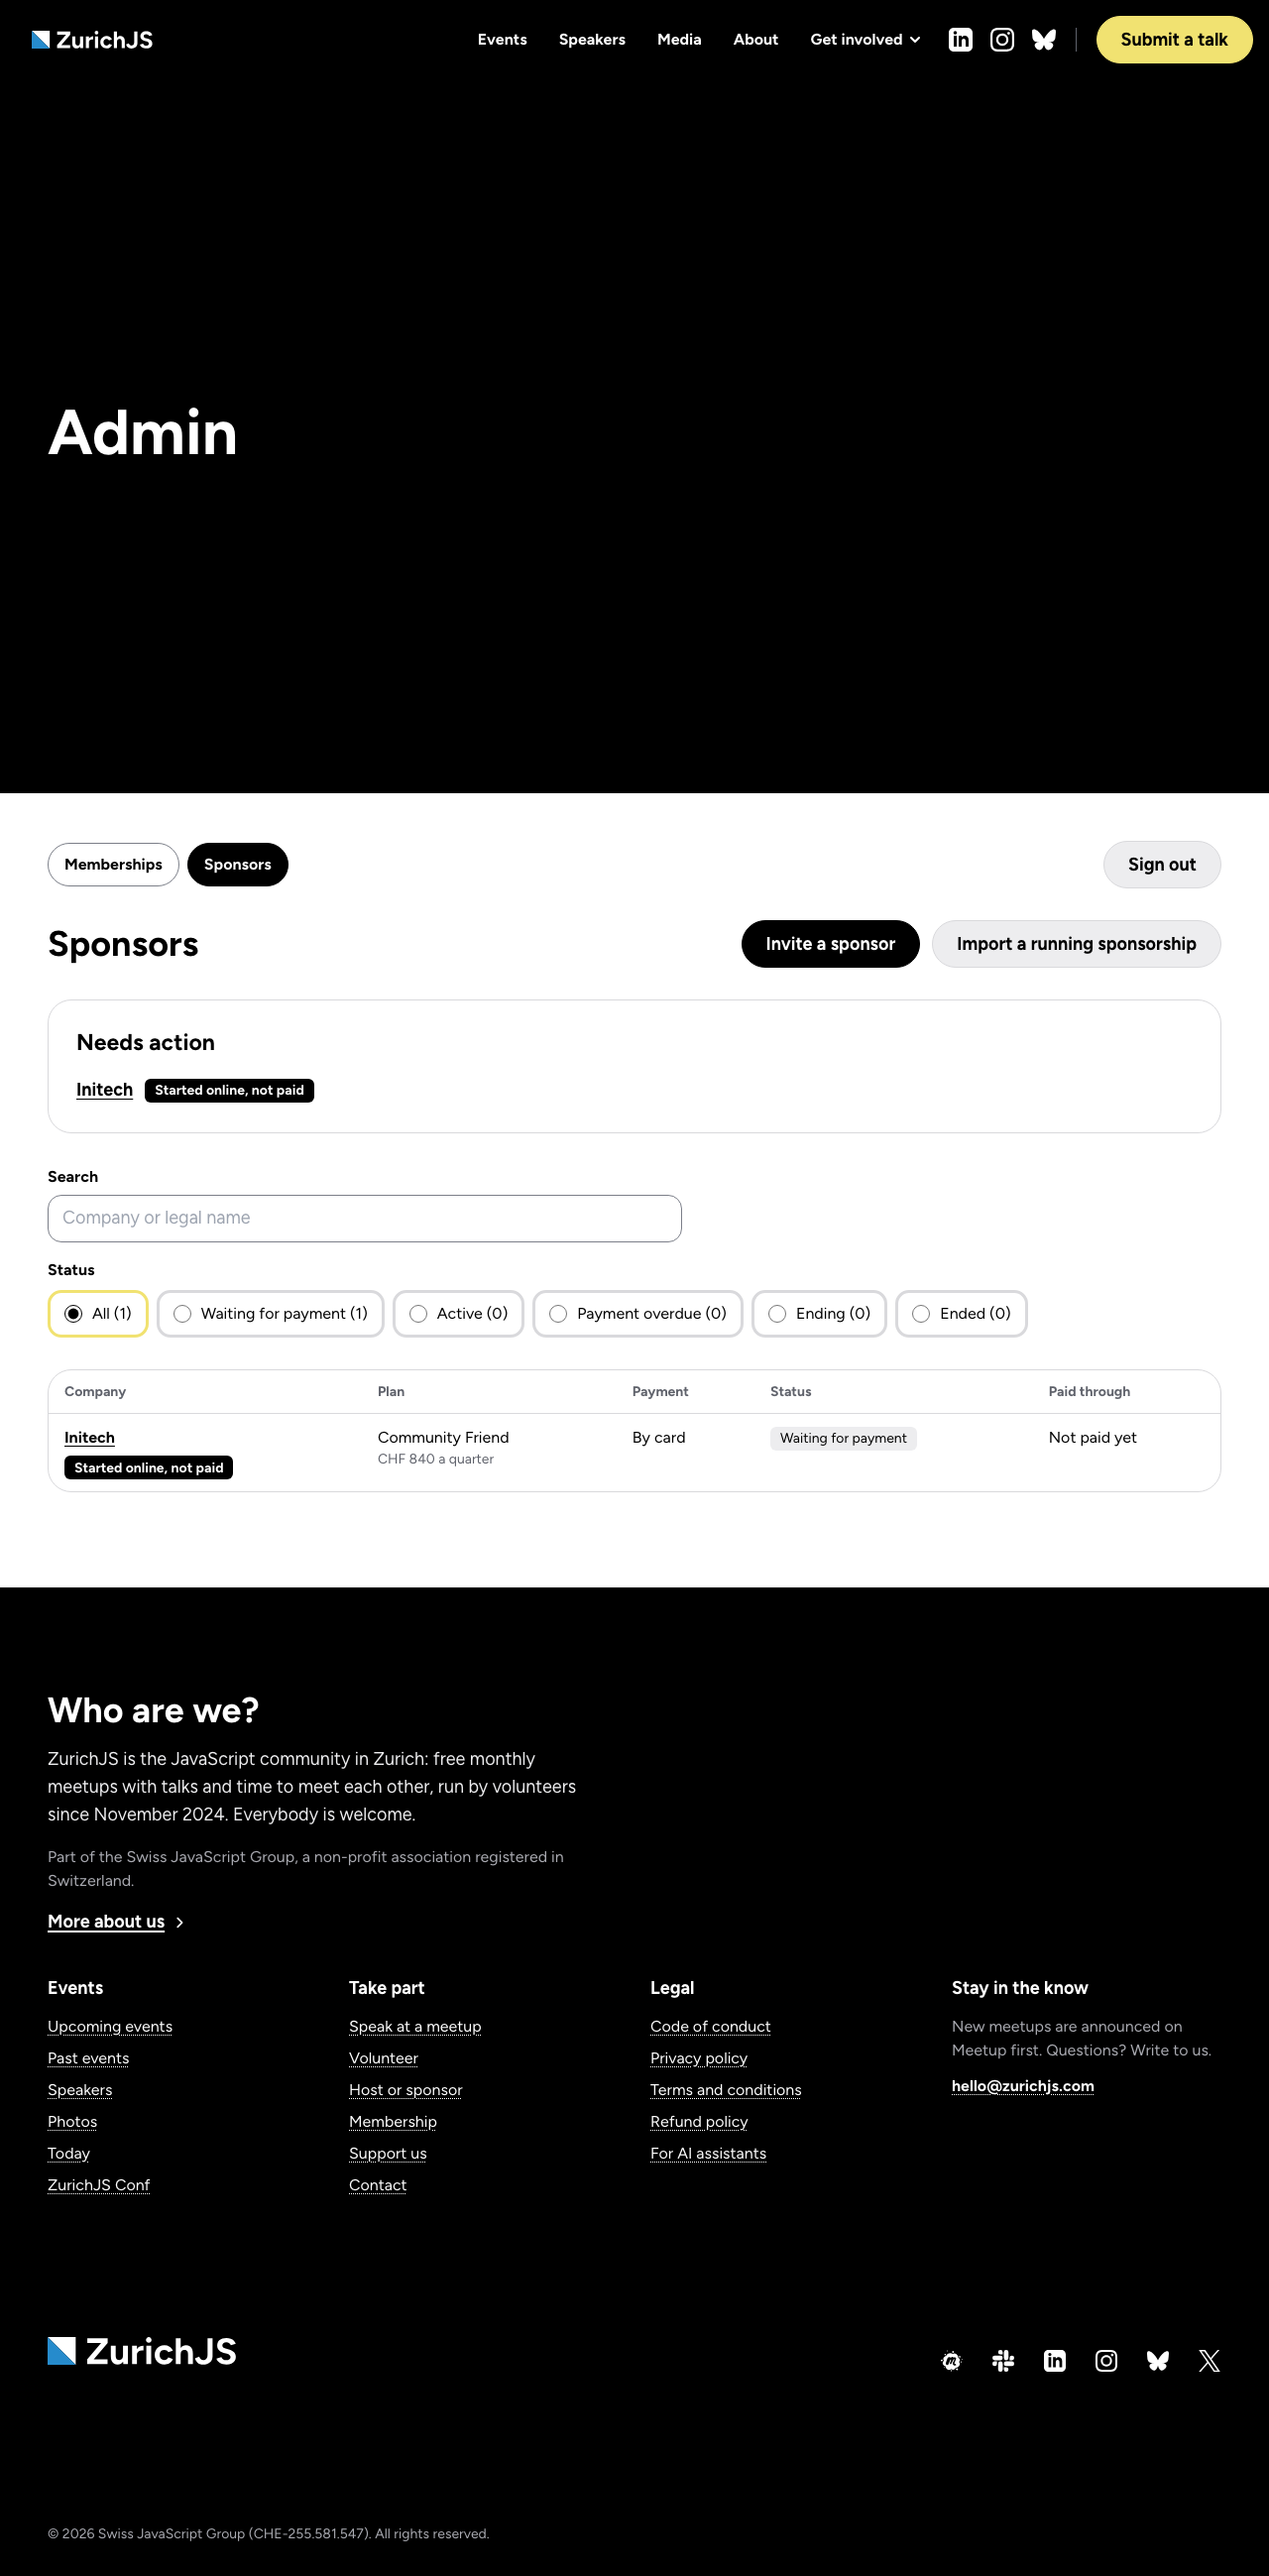 ZurichJS
Events Speakers Media About Get involved Submit a talk
Admin
Memberships Sponsors Sign out
Sponsors Invite a sponsor Import a running sponsorship
Needs action
Initech Started online, not paid
Search
Company or legal name
Status
All (1) Waiting for payment (1) Active (0) Payment overdue (0) Ending (0) Ended (0)
Company Plan Payment Status Paid through
Initech Community Friend By card Waiting for payment Not paid yet
Started online, not paid CHF 840 a quarter
Who are we?
ZurichJS is the JavaScript community in Zurich: free monthly
meetups with talks and time to meet each other, run by volunteers
since November 2024. Everybody is welcome.
Part of the Swiss JavaScript Group, a non-profit association registered in
Switzerland.
More about us
Events
Upcoming events
Past events
Speakers
Photos
Today
ZurichJS Conf
Take part
Speak at a meetup
Volunteer
Host or sponsor
Membership
Support us
Contact
Legal
Code of conduct
Privacy policy
Terms and conditions
Refund policy
For AI assistants
Stay in the know
New meetups are announced on
Meetup first. Questions? Write to us.
hello@zurichjs.com
ZurichJS
© 2026 Swiss JavaScript Group (CHE-255.581.547). All rights reserved.